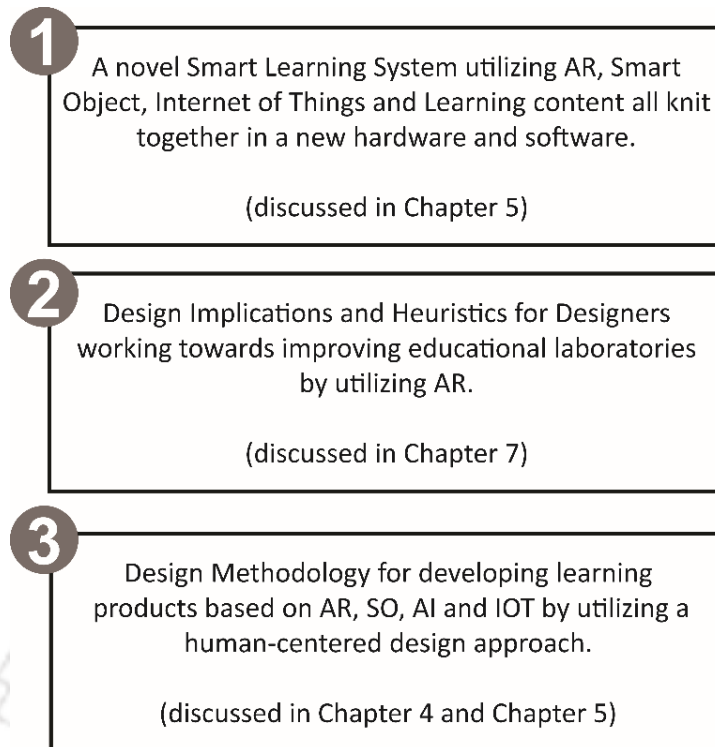 1
A novel Smart Learning System utilizing AR, Smart
Object, Internet of Things and Learning content all knit
together in a new hardware and software.
(discussed in Chapter 5)
2
Design Implications and Heuristics for Designers
working towards improving educational laboratories
by utilizing AR.
(discussed in Chapter 7)
3
Design Methodology for developing learning
products based on AR, SO, AI and IOT by utilizing a
human-centered design approach.
(discussed in Chapter 4 and Chapter 5)